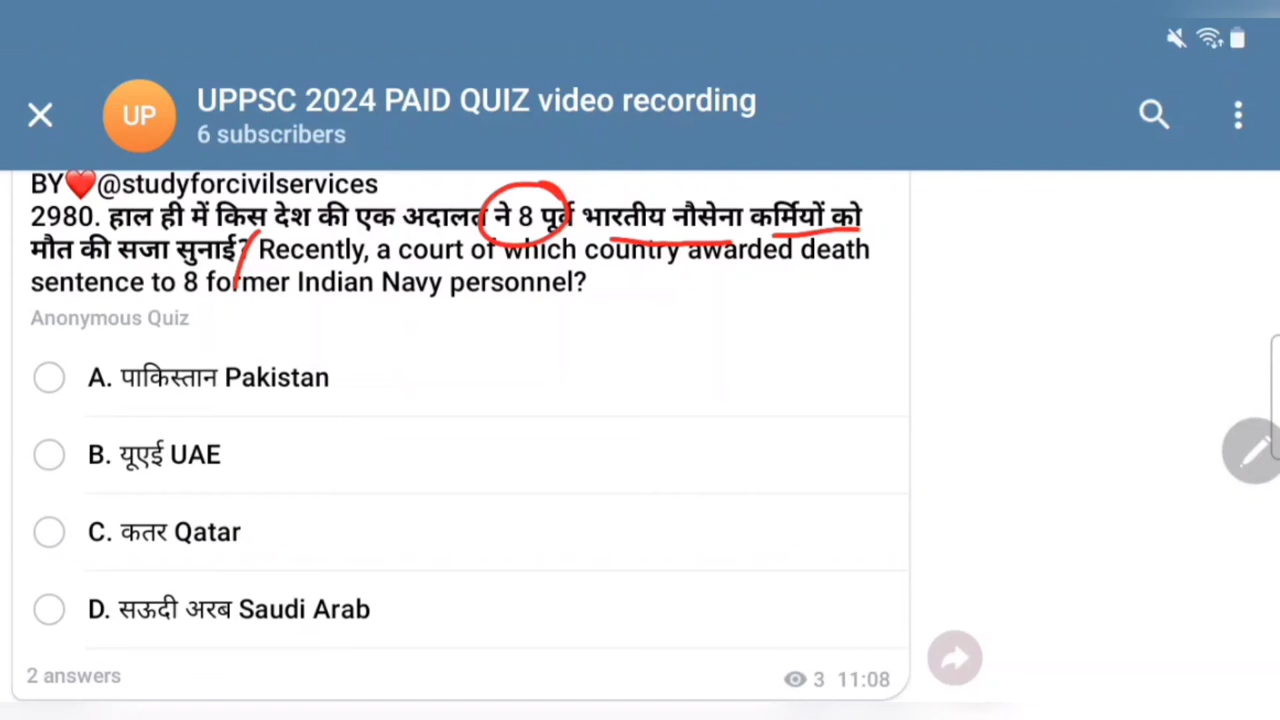 UP
UPPSC 2024 PAID QUIZ video recording
6 subscribers
BY❤️@studyforcivilservices
2980. हाल ही में किस देश की एक अदालत ने 8 पूर्व भारतीय नौसेना कर्मियों को
मौत की सजा सुनाई? Recently, a court of which country awarded death
sentence to 8 former Indian Navy personnel?
Anonymous Quiz
A. पाकिस्तान Pakistan
B. यूएई UAE
C. कतर Qatar
D. सऊदी अरब Saudi Arab
2 answers
3 11:08